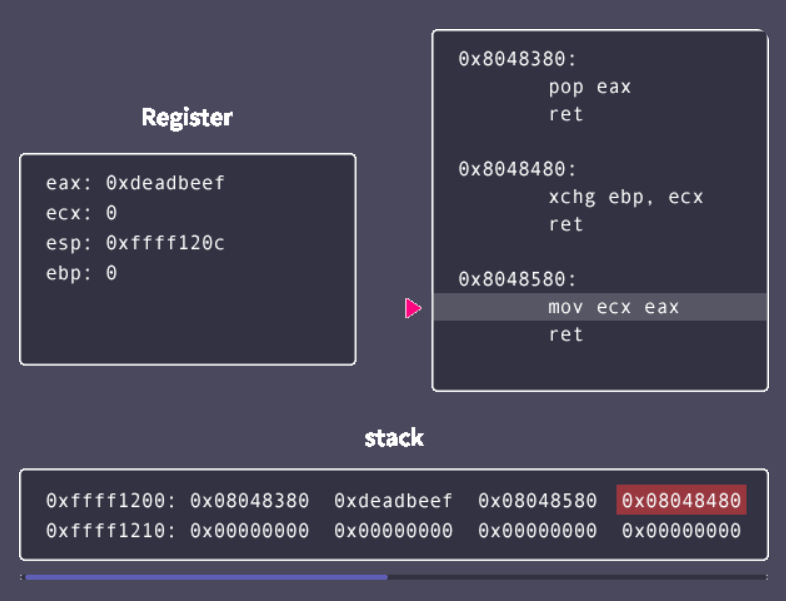 Register
eax: 0xdeadbeef
ecx: 0
esp: 0xffff120c
ebp: 0
0x8048380:
pop eax
ret
0x8048480:
xchg ebp, ecx
ret
0x8048580:
mov ecx eax
ret
stack
0xffff1200: 0x08048380 0xdeadbeef 0x08048580 0x08048480
0xffff1210: 0x00000000 0x00000000 0x00000000 0x00000000